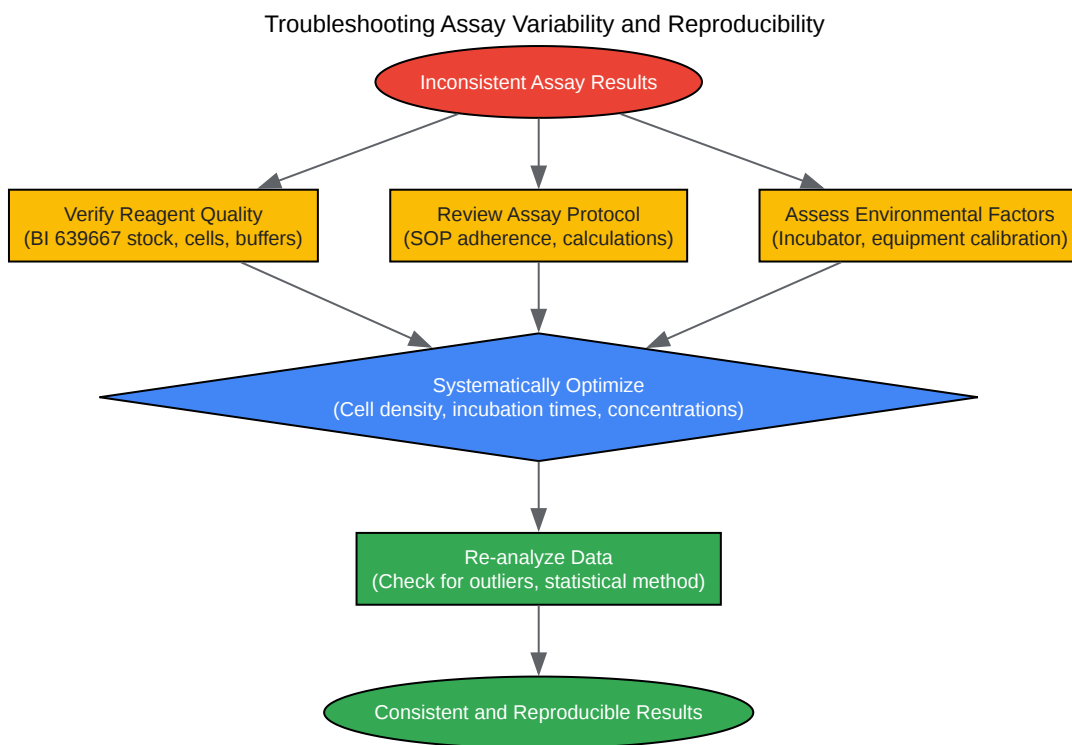 Troubleshooting Assay Variability and Reproducibility
Inconsistent Assay Results
Verify Reagent Quality
(BI 639667 stock, cells, buffers)
Review Assay Protocol
(SOP adherence, calculations)
Assess Environmental Factors
(Incubator, equipment calibration)
Systematically Optimize
(Cell density, incubation times, concentrations)
Re-analyze Data
(Check for outliers, statistical method)
Consistent and Reproducible Results